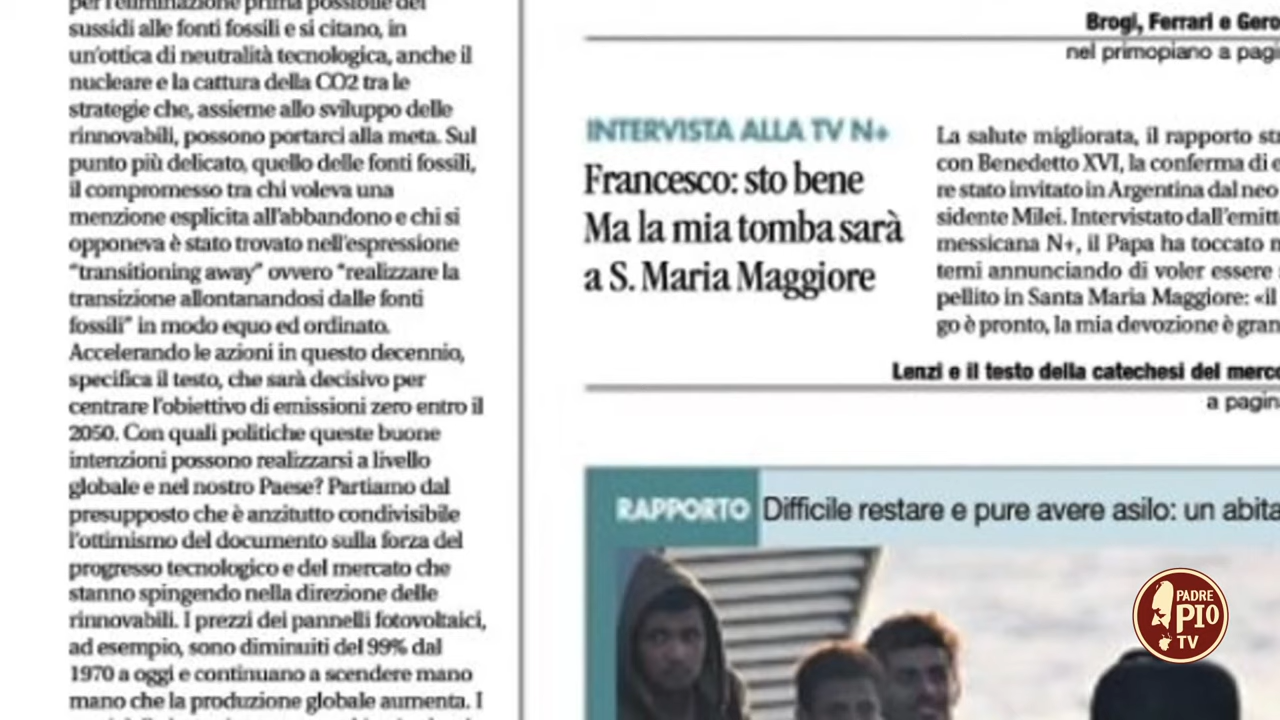 per l'eliminazione prima possibile dei
sussidi alle fonti fossili e si citano, in
un'ottica di neutralità tecnologica, anche il
nucleare e la cattura della CO2 tra le
strategie che, assieme allo sviluppo delle
rinnovabili, possono portarci alla meta. Sul
punto più delicato, quello delle fonti fossili,
il compromesso tra chi voleva una
menzione esplicita all'abbandono e chi si
opponeva è stato trovato nell'espressione
“transitioning away” ovvero “realizzare la
transizione allontanandosi dalle fonti
fossili” in modo equo ed ordinato.
Accelerando le azioni in questo decennio,
specifica il testo, che sarà decisivo per
centrare l'obiettivo di emissioni zero entro il
2050. Con quali politiche queste buone
intenzioni possono realizzarsi a livello
globale e nel nostro Paese? Partiamo dal
presupposto che è anzitutto condivisibile
l'ottimismo del documento sulla forza del
progresso tecnologico e del mercato che
stanno spingendo nella direzione delle
rinnovabili. I prezzi dei pannelli fotovoltaici,
ad esempio, sono diminuiti del 99% dal
1970 a oggi e continuano a scendere mano
mano che la produzione globale aumenta. I
Brogi, Ferrari e Gero
nel primopiano a pagi
INTERVISTA ALLA TV N+
Francesco: sto bene
Ma la mia tomba sarà
a S. Maria Maggiore
La salute migliorata, il rapporto str
con Benedetto XVI, la conferma di e
re stato invitato in Argentina dal neo
sidente Milei. Intervistato dall'emitt
messicana N+, il Papa ha toccato n
temi annunciando di voler essere
pellito in Santa Maria Maggiore: «il
go è pronto, la mia devozione è gran
Lenzi e il testo della catechesi del merco
a pagin
RAPPORTO Difficile restare e pure avere asilo: un abita
PADRE
PIO
TV